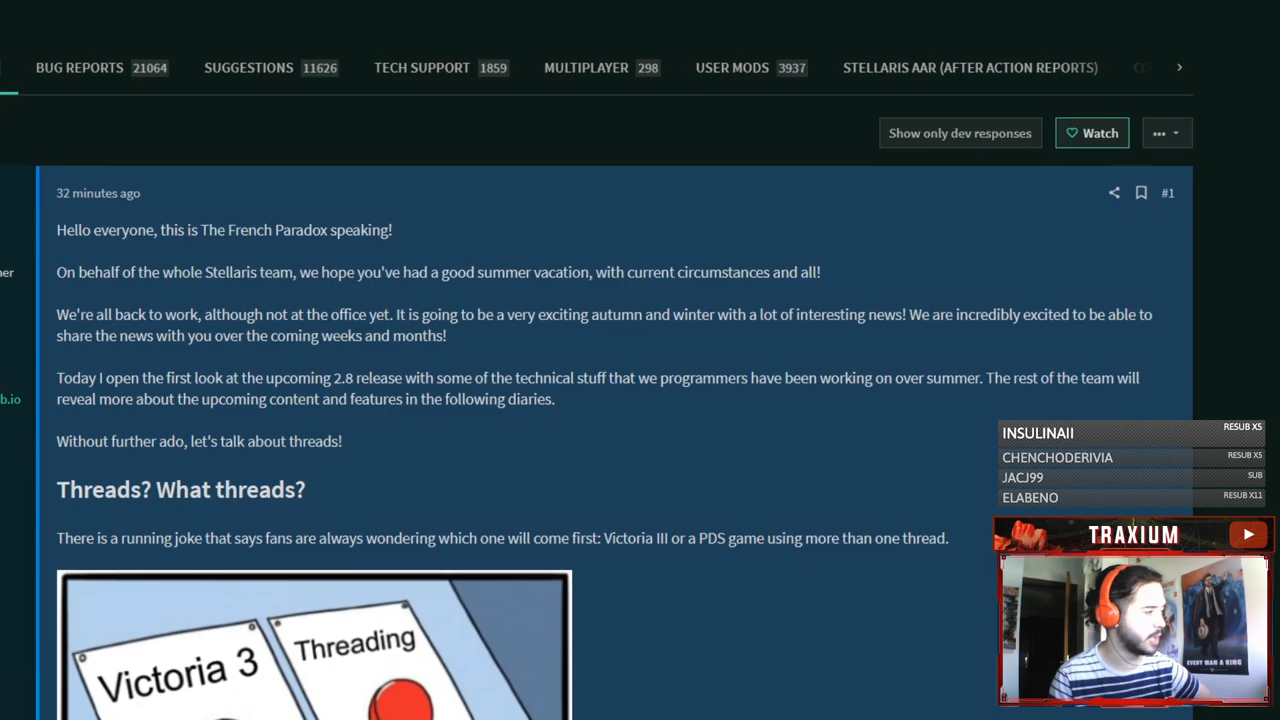 BUG REPORTS 21064 SUGGESTIONS 11626 TECH SUPPORT 1859 MULTIPLAYER 298 USER MODS 3937 STELLARIS AAR (AFTER ACTION REPORTS)
Show only dev responses Watch
32 minutes ago #1
Hello everyone, this is The French Paradox speaking!
On behalf of the whole Stellaris team, we hope you've had a good summer vacation, with current circumstances and all!
ner
We're all back to work, although not at the office yet. It is going to be a very exciting autumn and winter with a lot of interesting news! We are incredibly excited to be able to
share the news with you over the coming weeks and months!
Today I open the first look at the upcoming 2.8 release with some of the technical stuff that we programmers have been working on over summer. The rest of the team will
reveal more about the upcoming content and features in the following diaries.
b.io
Without further ado, let's talk about threads!
Threads? What threads?
There is a running joke that says fans are always wondering which one will come first: Victoria III or a PDS game using more than one thread.
Victoria 3
Threading
INSULINAII RESUB X5
CHENCHODERIVIA RESUB X5
JACJ99 SUB
ELABENO RESUB X11
TRAXIUM
EVERY MAN A KING